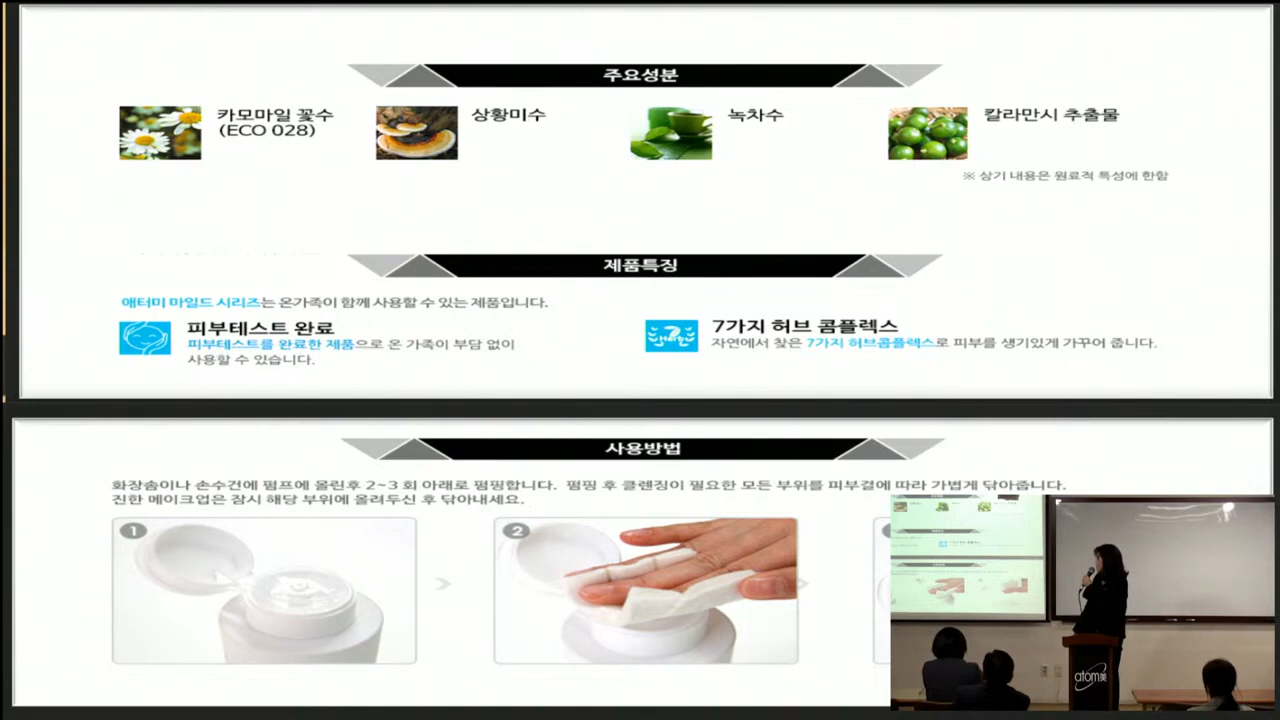 주요성분
카모마일 꽃수
(ECO 028)
상황미수
녹차수
칼라만시 추출물
※ 상기 내용은 원료적 특성에 한함
제품특징
애터미 마일드 시리즈는 온가족이 함께 사용할 수 있는 제품입니다.
피부테스트 완료
피부테스트를 완료한 제품으로 온 가족이 부담 없이
사용할 수 있습니다.
7가지 허브 콤플렉스
자연에서 찾은 7가지 허브콤플렉스로 피부를 생기있게 가꾸어 줍니다.
사용방법
화장솜이나 손수건에 펌프에 올린후 2~3 회 아래로 펌핑합니다. 펌핑 후 클렌징이 필요한 모든 부위를 피부결에 따라 가볍게 닦아줍니다.
진한 메이크업은 잠시 해당 부위에 올려두신 후 닦아내세요.
1
2
atom美